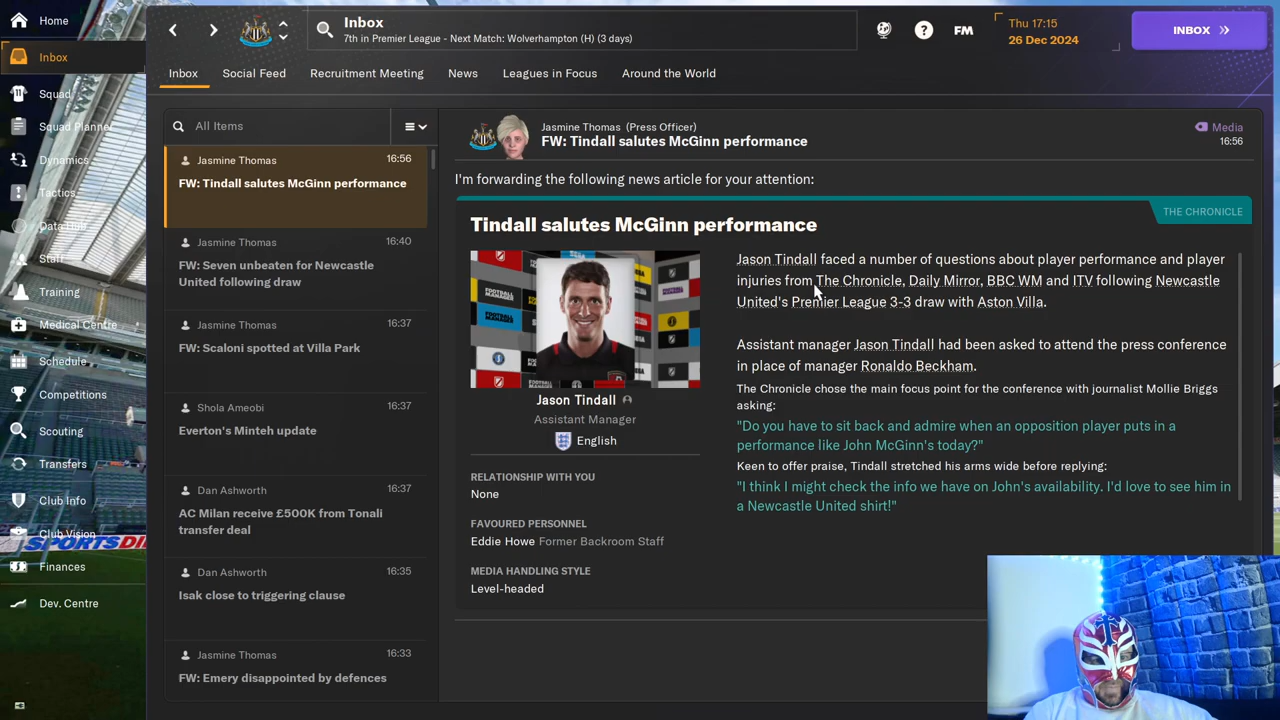 Home
Inbox
Squad
Squad Planner
Dynamics
Tactics
Data Hub
Staff
Training
Medical Centre
Schedule
Competitions
Scouting
Transfers
Club Info
Club Vision
Finances
Dev. Centre
Inbox
7th in Premier League - Next Match: Wolverhampton (H) (3 days)
FM
Thu 17:15
26 Dec 2024
INBOX
Inbox
Social Feed
Recruitment Meeting
News
Leagues in Focus
Around the World
All Items
Jasmine Thomas 16:56
FW: Tindall salutes McGinn performance
Jasmine Thomas 16:40
FW: Seven unbeaten for Newcastle
United following draw
Jasmine Thomas 16:37
FW: Scaloni spotted at Villa Park
Shola Ameobi 16:37
Everton's Minteh update
Dan Ashworth 16:37
AC Milan receive £500K from Tonali
transfer deal
Dan Ashworth 16:35
Isak close to triggering clause
Jasmine Thomas 16:33
FW: Emery disappointed by defences
Jasmine Thomas (Press Officer)
FW: Tindall salutes McGinn performance
Media
16:56
I'm forwarding the following news article for your attention:
THE CHRONICLE
Tindall salutes McGinn performance
Jason Tindall
Assistant Manager
English
RELATIONSHIP WITH YOU
None
FAVOURED PERSONNEL
Eddie Howe Former Backroom Staff
MEDIA HANDLING STYLE
Level-headed
Jason Tindall faced a number of questions about player performance and player
injuries from The Chronicle, Daily Mirror, BBC WM and ITV following Newcastle
United's Premier League 3-3 draw with Aston Villa.
Assistant manager Jason Tindall had been asked to attend the press conference
in place of manager Ronaldo Beckham.
The Chronicle chose the main focus point for the conference with journalist Mollie Briggs
asking:
"Do you have to sit back and admire when an opposition player puts in a
performance like John McGinn's today?"
Keen to offer praise, Tindall stretched his arms wide before replying:
"I think I might check the info we have on John's availability. I'd love to see him in
a Newcastle United shirt!"